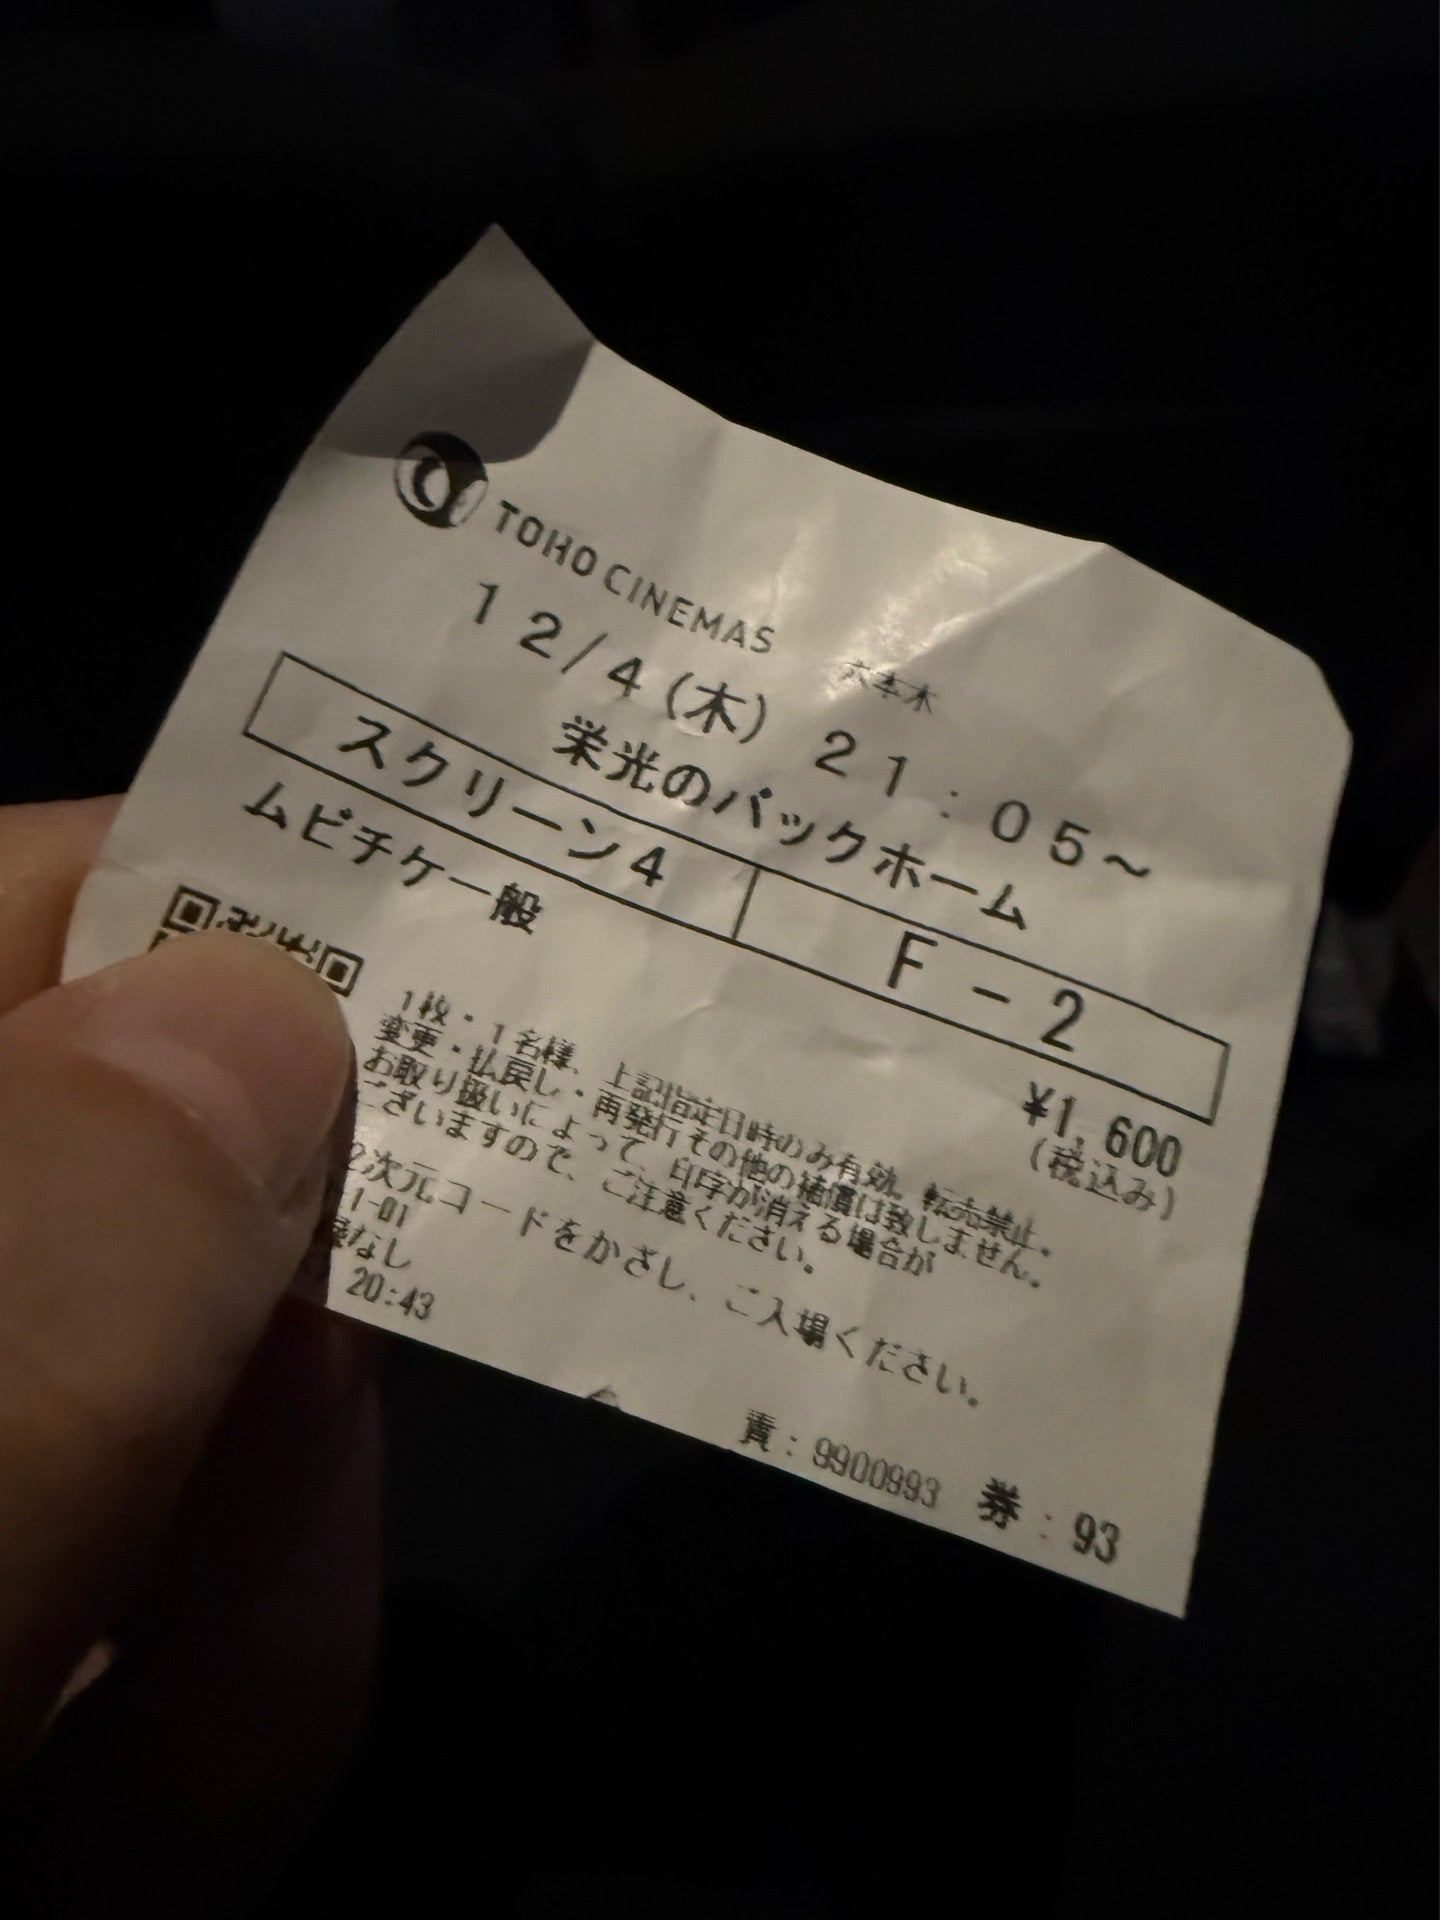 TOHO CINEMAS 六本木
12/4(木) 21:05～
栄光のバックホーム
スクリーン4 F-2
ムビチケ一般
¥1,600
(税込み)
1枚・1名様、上記指定日時のみ有効。転売禁止。
変更・払戻し・再発行その他の補償は致しません。
お取り扱いによって、印字が消える場合が
ございますので、ご注意ください。
2次元コードをかざし、ご入場ください。
1-01
なし
20:43
責:9900993 券:93